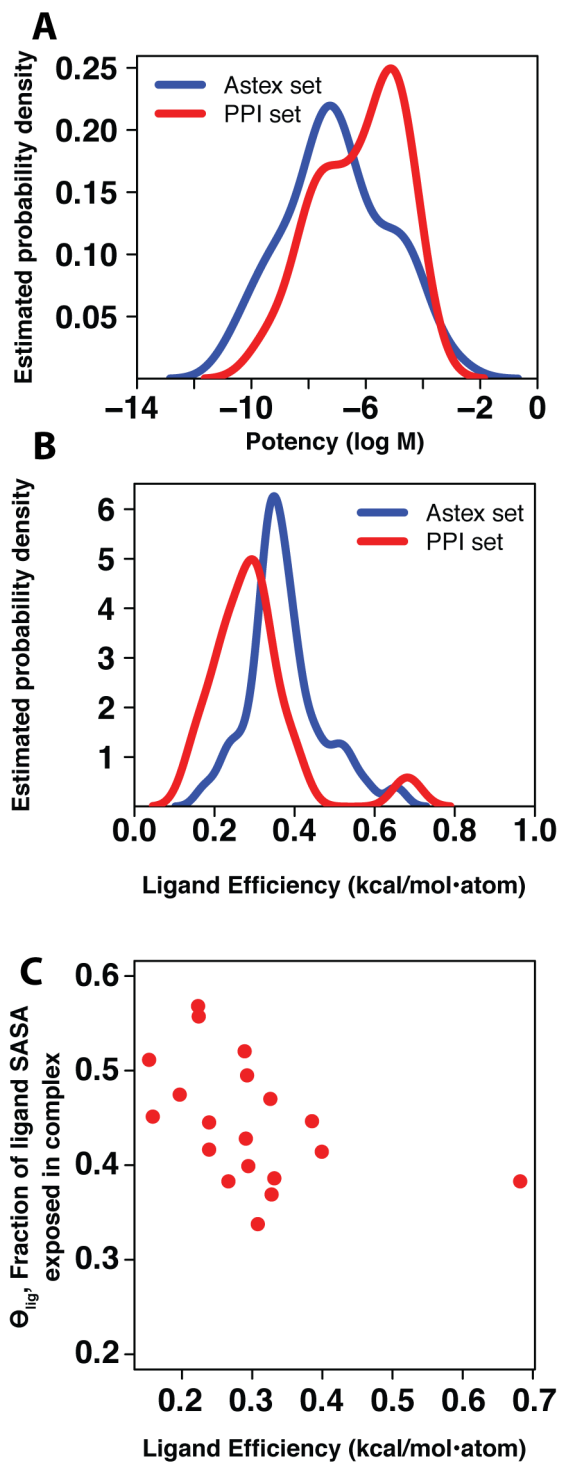 A
Estimated probability density
0.25
0.20
0.15
0.10
0.05
Astex set
PPI set
−14
−10
−6
−2
0
Potency (log M)
B
Estimated probability density
6
5
4
3
2
1
Astex set
PPI set
0.0
0.2
0.4
0.6
0.8
1.0
Ligand Efficiency (kcal/mol•atom)
C
Θlig, Fraction of ligand SASA
exposed in complex
0.6
0.5
0.4
0.3
0.2
0.2
0.3
0.4
0.5
0.6
0.7
Ligand Efficiency (kcal/mol•atom)